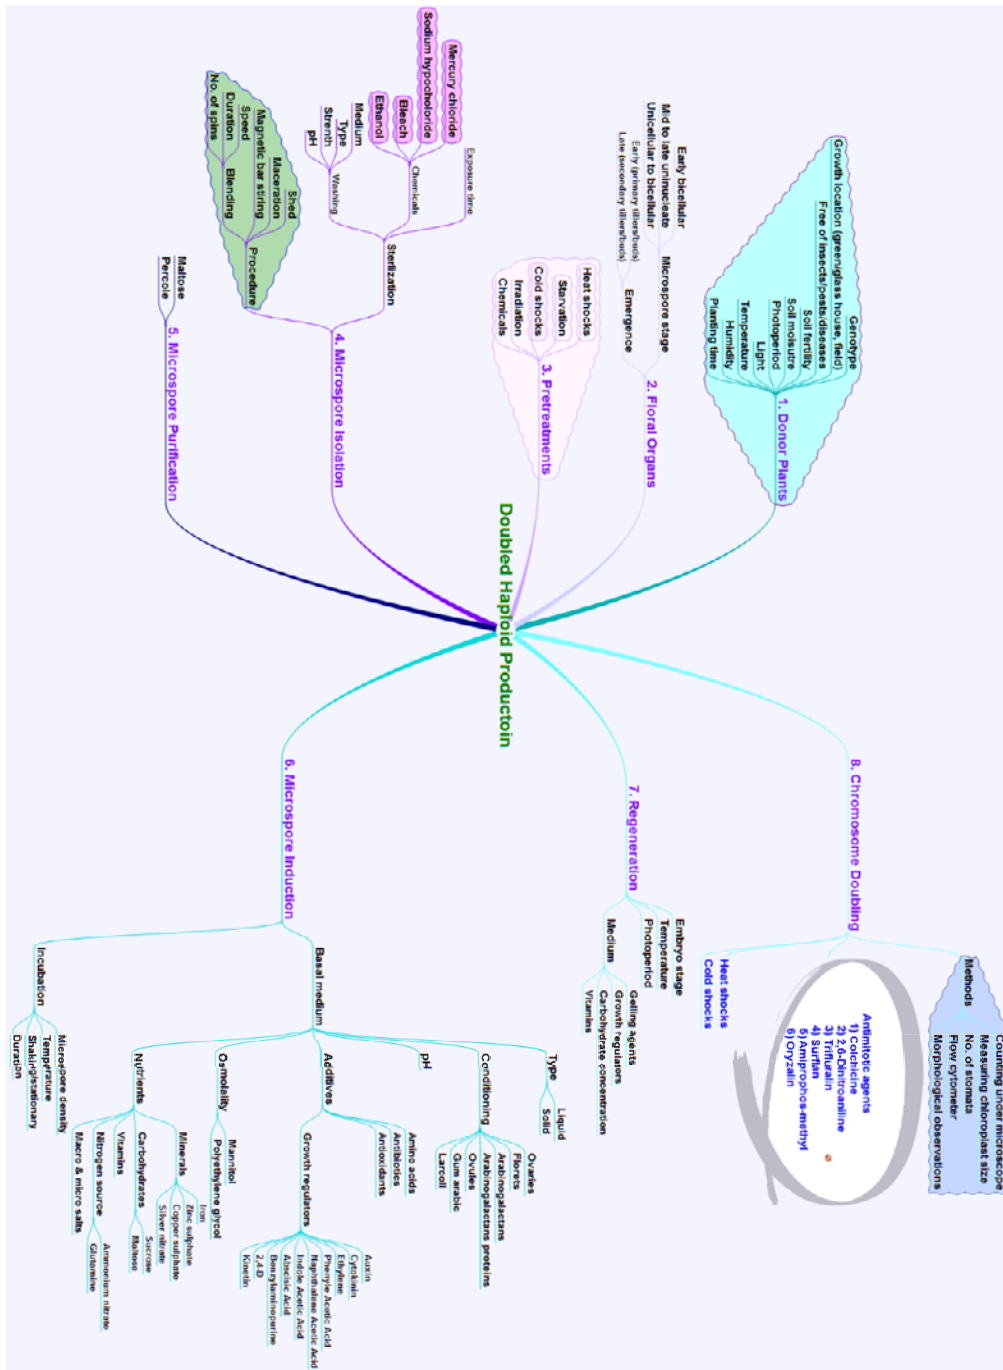 Doubled Haploid Productoin
1. Donor Plants
Genotype
Growth location (green/glass house, field)
Free of insects/pests/diseases
Soil fertility
Soil moisutre
Photoperiod
Light
Temperature
Humidity
Planting time
2. Floral Organs
Microspore stage
Early bicellular
Mid to late uninucleate
Unicellular to bicellular
Emergence
Early (primary tillers/buds)
Late (secondary tillers/buds)
3. Pretreatments
Heat shocks
Starvation
Cold shocks
Irradiation
Chemicals
4. Microspore Isolation
Sterlization
Exposure time
Chemicals
Mercury chloride
Sodium hypocholoride
Bleach
Ethanol
Washing
Medium
Type
Strenth
pH
Procedure
Shed
Maceration
Magnetic bar stiring
Blending
Speed
Duration
No. of spins
5. Microspore Purification
Maltose
Percole
8. Chromosome Doubling
Methods
Counting under microscope
Measuring chloroplast size
No. of stomata
Flow cytometer
Morphological observations
Antimitotic agents
1) Colchicine
2) 2,6-Dinitroaniline
3) Trifluralin
4) Surflan
5) Amiprophos-methyl
6) Oryzalin
Heat shocks
Cold shocks
7. Regeneration
Embryo stage
Temperature
Photoperiod
Medium
Gelling agents
Growth regulators
Carbohydrate concentration
Vitamins
6. Microspore Induction
Basal medium
Type
Liquid
Solid
Conditioning
Ovaries
Florets
Arabinogalactans
Arabinogalactans proteins
Ovules
Gum arabic
Larcoll
pH
Additives
Amino acids
Antibiotics
Antioxidants
Growth regulators
Auxin
Cytokinin
Ethylene
Phenyle Acetic Acid
Naphthalene Acetic Acid
Indole Acetic Acid
Abscisic Acid
Benzylaminoperine
2,4-D
Kinetin
Osmolality
Mannitol
Polyethylene glycol
Nutrients
Minerals
Iron
Zinc sulphate
Copper sulphate
Silver nitrate
Carbohydrates
Sucrose
Maltose
Vitamins
Nitrogen source
Ammonium nitrate
Glutamine
Macro & micro salts
Incubation
Microspore density
Temperature
Shaking/stationary
Duration